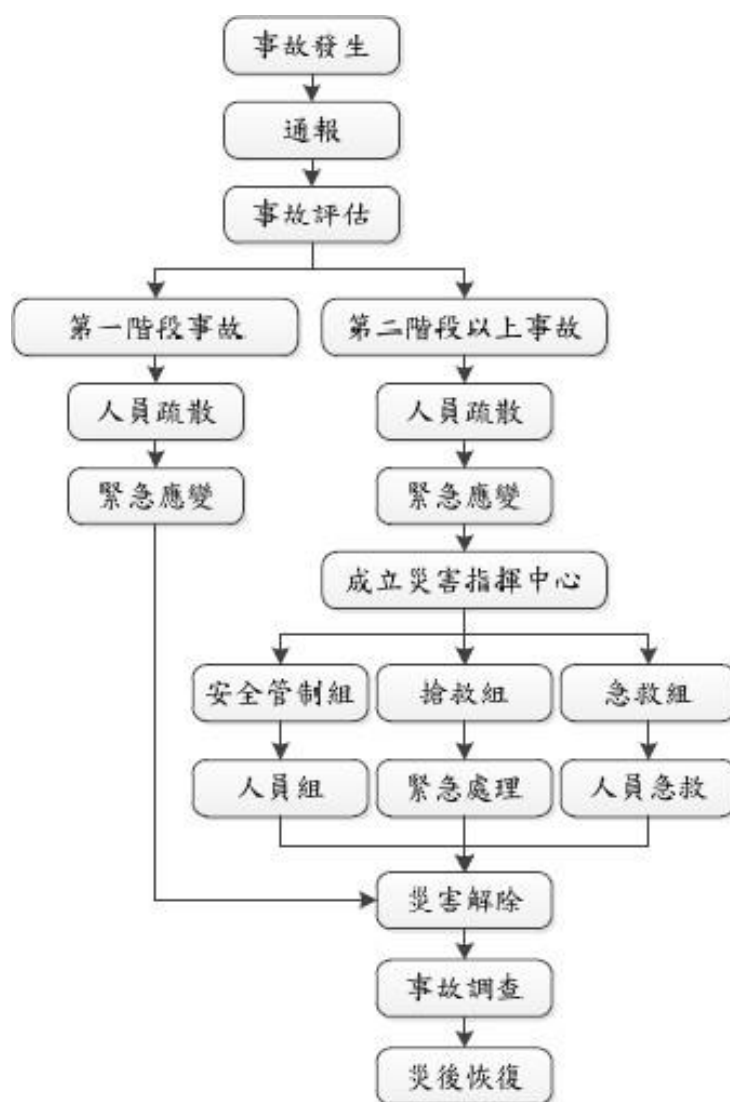 事故發生
通報
事故評估
第一階段事故
第二階段以上事故
人員疏散
人員疏散
緊急應變
緊急應變
成立災害指揮中心
安全管制組
搶救組
急救組
人員組
緊急處理
人員急救
災害解除
事故調查
災後恢復